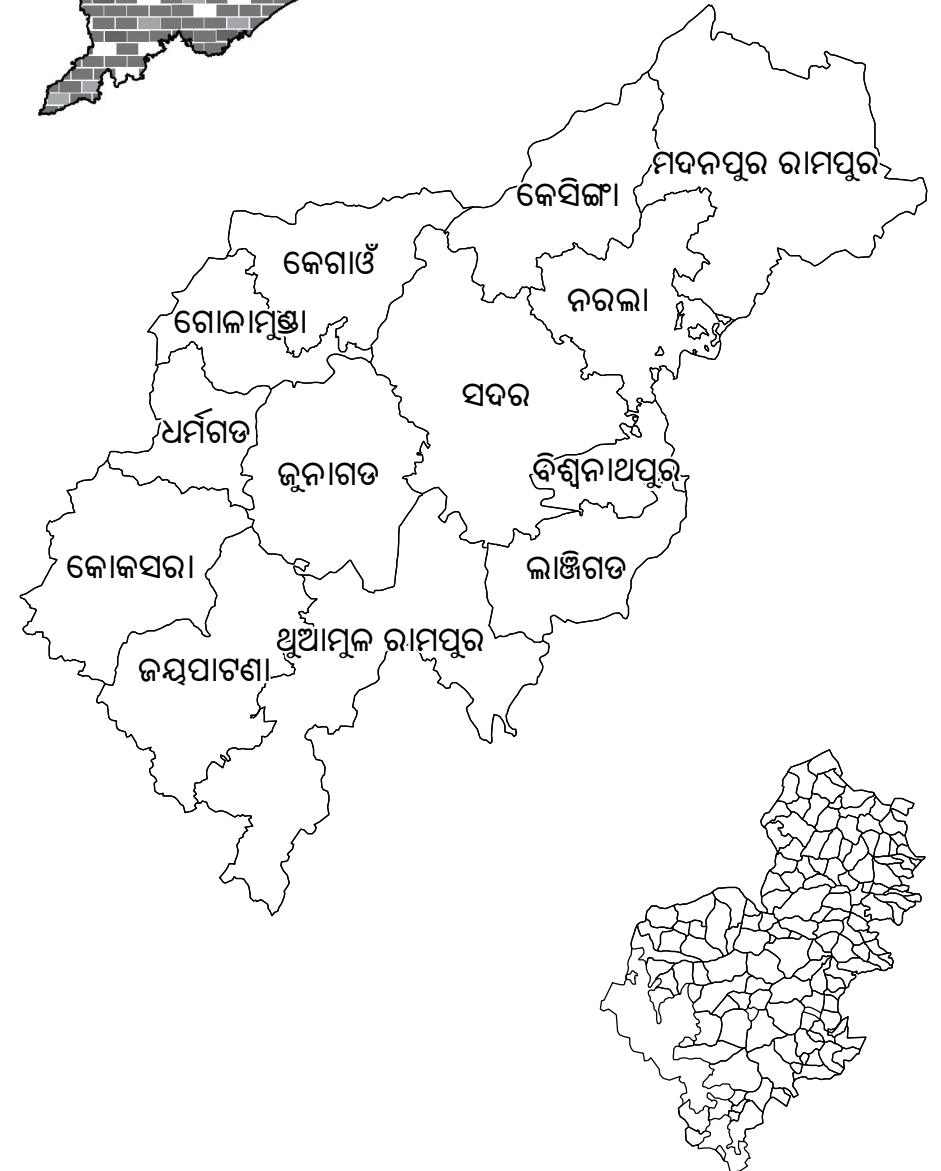 ମଦନପୁର ରାମପୁର
କେସିଙ୍ଗା
କେଗାଓଁ
ନରଲା
ଗୋଲାମୁଣ୍ଡା
ସଦର
ଧର୍ମଗଡ
ଜୁନାଗଡ
ବିଶ୍ୱନାଥପୁର
କୋକସରା
ଲାଞ୍ଜିଗଡ
ଥୁଆମୁଳ ରାମପୁର
ଜୟପାଟଣା